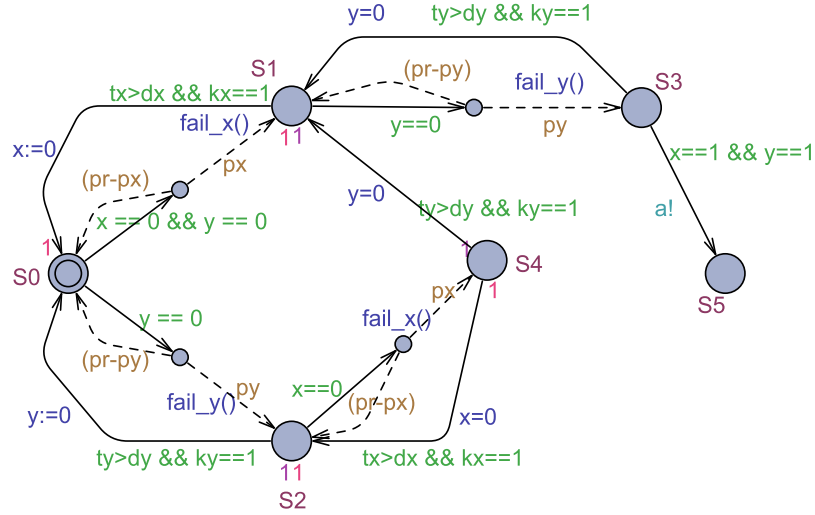 y=0
ty>dy && ky==1
S1
(pr-py)
fail_y()
S3
tx>dx && kx==1
fail_x()
11
y==0
py
x:=0
(pr-px)
px
x==1 && y==1
y=0
ty>dy && ky==1
a!
x == 0 && y == 0
1
S0
1
S4
S5
px
1
y == 0
(pr-py)
fail_x()
py
x==0
(pr-px)
fail_y()
y:=0
x=0
ty>dy && ky==1
11
tx>dx && kx==1
S2